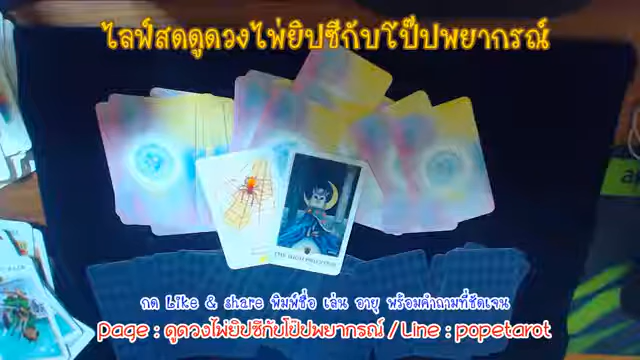 ไลฟ์สดดูดวงไพ่ยิปซีกับโป๊ปพยากรณ์
THE HIGH PRIESTESS
กด Like & share พิมพ์ชื่อ เล่น อายุ พร้อมคำถามที่ชัดเจน
Page : ดูดวงไพ่ยิปซีกับโป๊ปพยากรณ์ / Line : popetarot